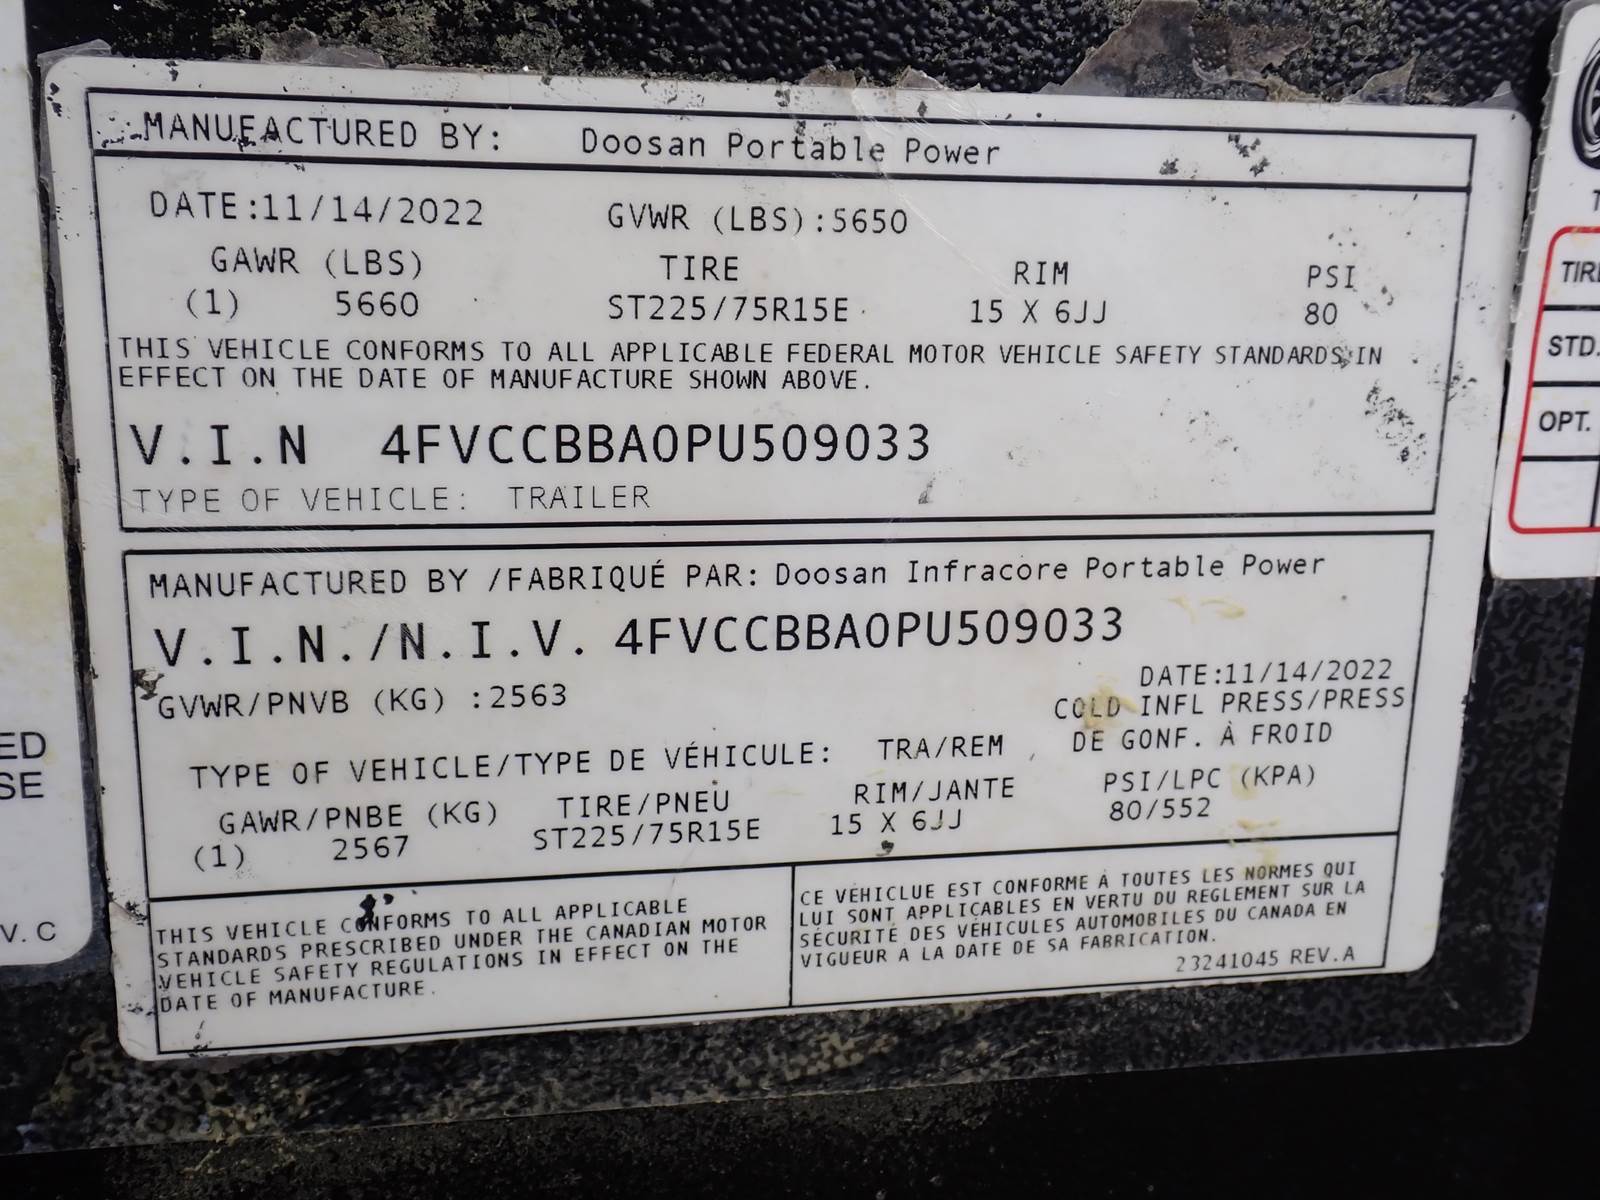 MANUFACTURED BY: Doosan Portable Power
DATE:11/14/2022 GVWR (LBS):5650
GAWR (LBS) TIRE RIM PSI
(1) 5660 ST225/75R15E 15 X 6JJ 80
THIS VEHICLE CONFORMS TO ALL APPLICABLE FEDERAL MOTOR VEHICLE SAFETY STANDARDS IN
EFFECT ON THE DATE OF MANUFACTURE SHOWN ABOVE.
V.I.N 4FVCCBBA0PU509033
TYPE OF VEHICLE: TRAILER
MANUFACTURED BY /FABRIQUÉ PAR: Doosan Infracore Portable Power
V.I.N./N.I.V. 4FVCCBBA0PU509033
DATE:11/14/2022
GVWR/PNVB (KG) :2563
COLD INFL PRESS/PRESS
DE GONF. À FROID
TYPE OF VEHICLE/TYPE DE VÉHICULE: TRA/REM
GAWR/PNBE (KG) TIRE/PNEU RIM/JANTE PSI/LPC (KPA)
(1) 2567 ST225/75R15E 15 X 6JJ 80/552
THIS VEHICLE CONFORMS TO ALL APPLICABLE
STANDARDS PRESCRIBED UNDER THE CANADIAN MOTOR
VEHICLE SAFETY REGULATIONS IN EFFECT ON THE
DATE OF MANUFACTURE.
CE VÉHICLUE EST CONFORME À TOUTES LES NORMES QUI
LUI SONT APPLICABLES EN VERTU DU REGLEMENT SUR LA
SÉCURITÉ DES VÉHICULES AUTOMOBILES DU CANADA EN
VIGUEUR A LA DATE DE SA FABRICATION.
23241045 REV.A
ED
SE
V. C
STD.
OPT.